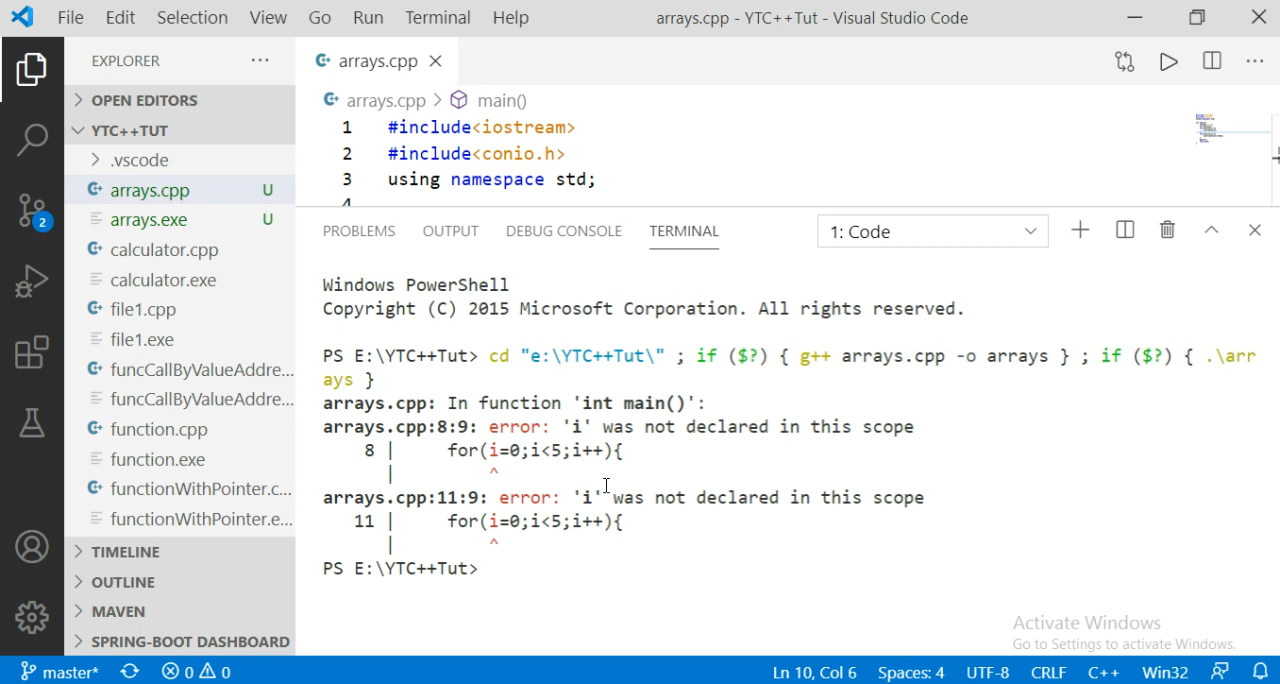 File Edit Selection View Go Run Terminal Help arrays.cpp - YTC++Tut - Visual Studio Code
EXPLORER ···
OPEN EDITORS
YTC++TUT
.vscode
arrays.cpp U
arrays.exe U
calculator.cpp
calculator.exe
file1.cpp
file1.exe
funcCallByValueAddre...
funcCallByValueAddre...
function.cpp
function.exe
functionWithPointer.c...
functionWithPointer.e...
TIMELINE
OUTLINE
MAVEN
SPRING-BOOT DASHBOARD
2
arrays.cpp
arrays.cpp > main()
1 #include<iostream>
2 #include<conio.h>
3 using namespace std;
4
PROBLEMS OUTPUT DEBUG CONSOLE TERMINAL 1: Code
Windows PowerShell
Copyright (C) 2015 Microsoft Corporation. All rights reserved.
PS E:\YTC++Tut> cd "e:\YTC++Tut\" ; if ($?) { g++ arrays.cpp -o arrays } ; if ($?) { .\arr
ays }
arrays.cpp: In function 'int main()':
arrays.cpp:8:9: error: 'i' was not declared in this scope
8 | for(i=0;i<5;i++){
| ^
arrays.cpp:11:9: error: 'i' was not declared in this scope
11 | for(i=0;i<5;i++){
| ^
PS E:\YTC++Tut>
Activate Windows
Go to Settings to activate Windows.
master* 0 0 Ln 10, Col 6 Spaces: 4 UTF-8 CRLF C++ Win32